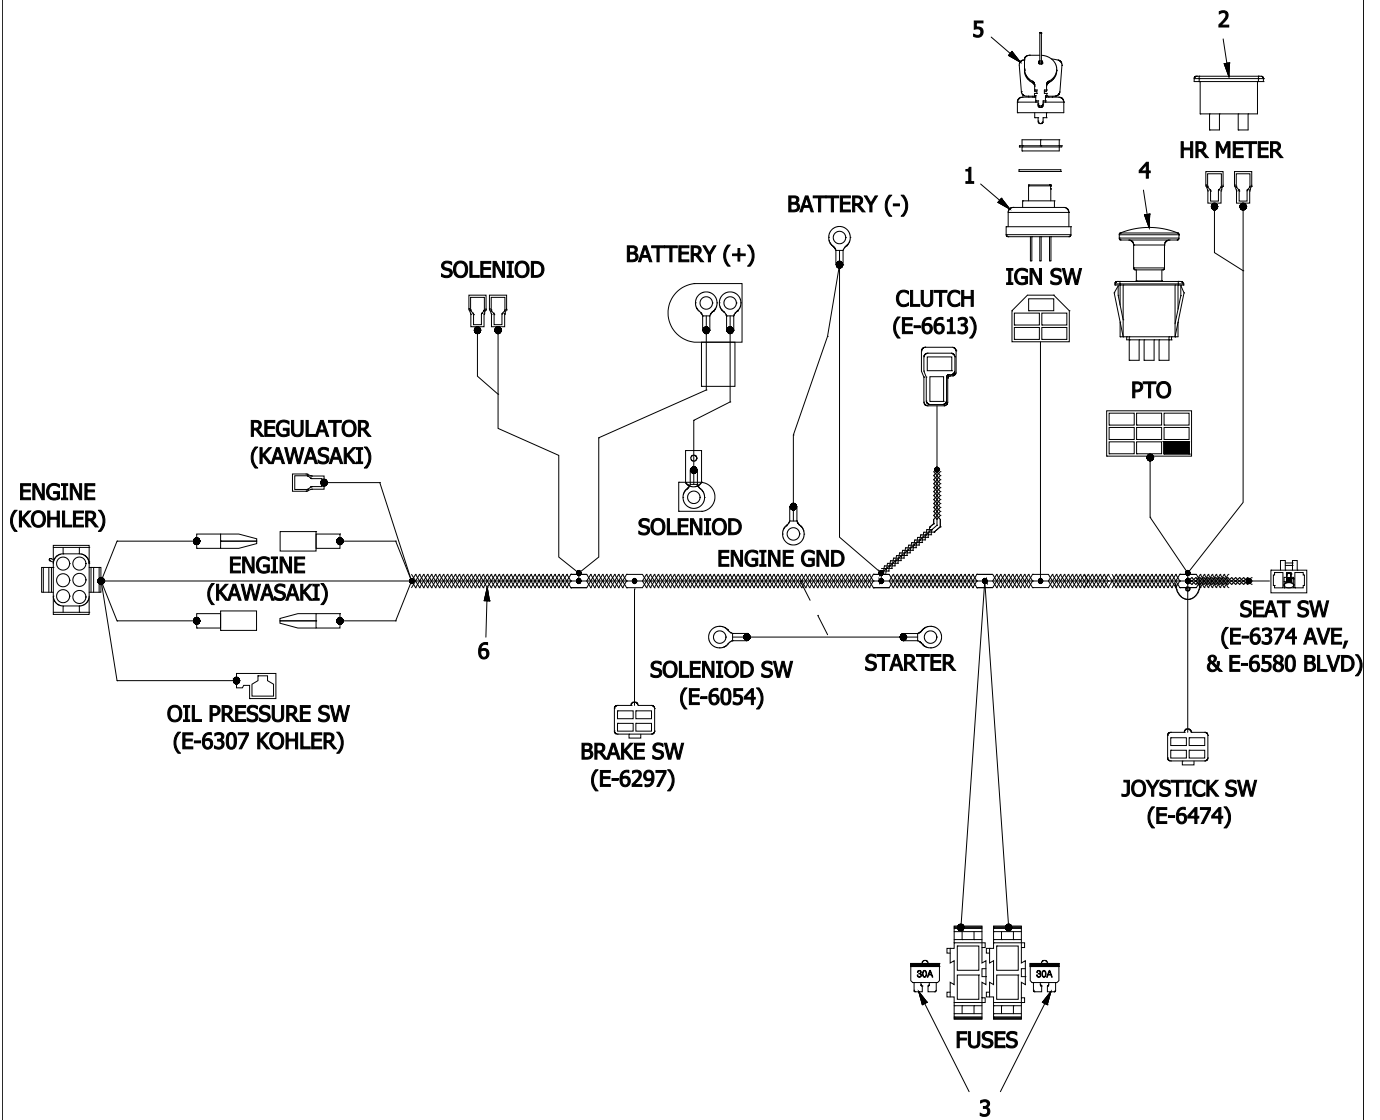 5
2
HR METER
4
1
BATTERY (-)
BATTERY (+)
SOLENIOD
IGN SW
CLUTCH
(E-6613)
PTO
REGULATOR
(KAWASAKI)
ENGINE
(KOHLER)
SOLENIOD
ENGINE GND
ENGINE
(KAWASAKI)
SEAT SW
(E-6374 AVE,
& E-6580 BLVD)
6
SOLENIOD SW
(E-6054)
STARTER
OIL PRESSURE SW
(E-6307 KOHLER)
BRAKE SW
(E-6297)
JOYSTICK SW
(E-6474)
30A
30A
FUSES
3